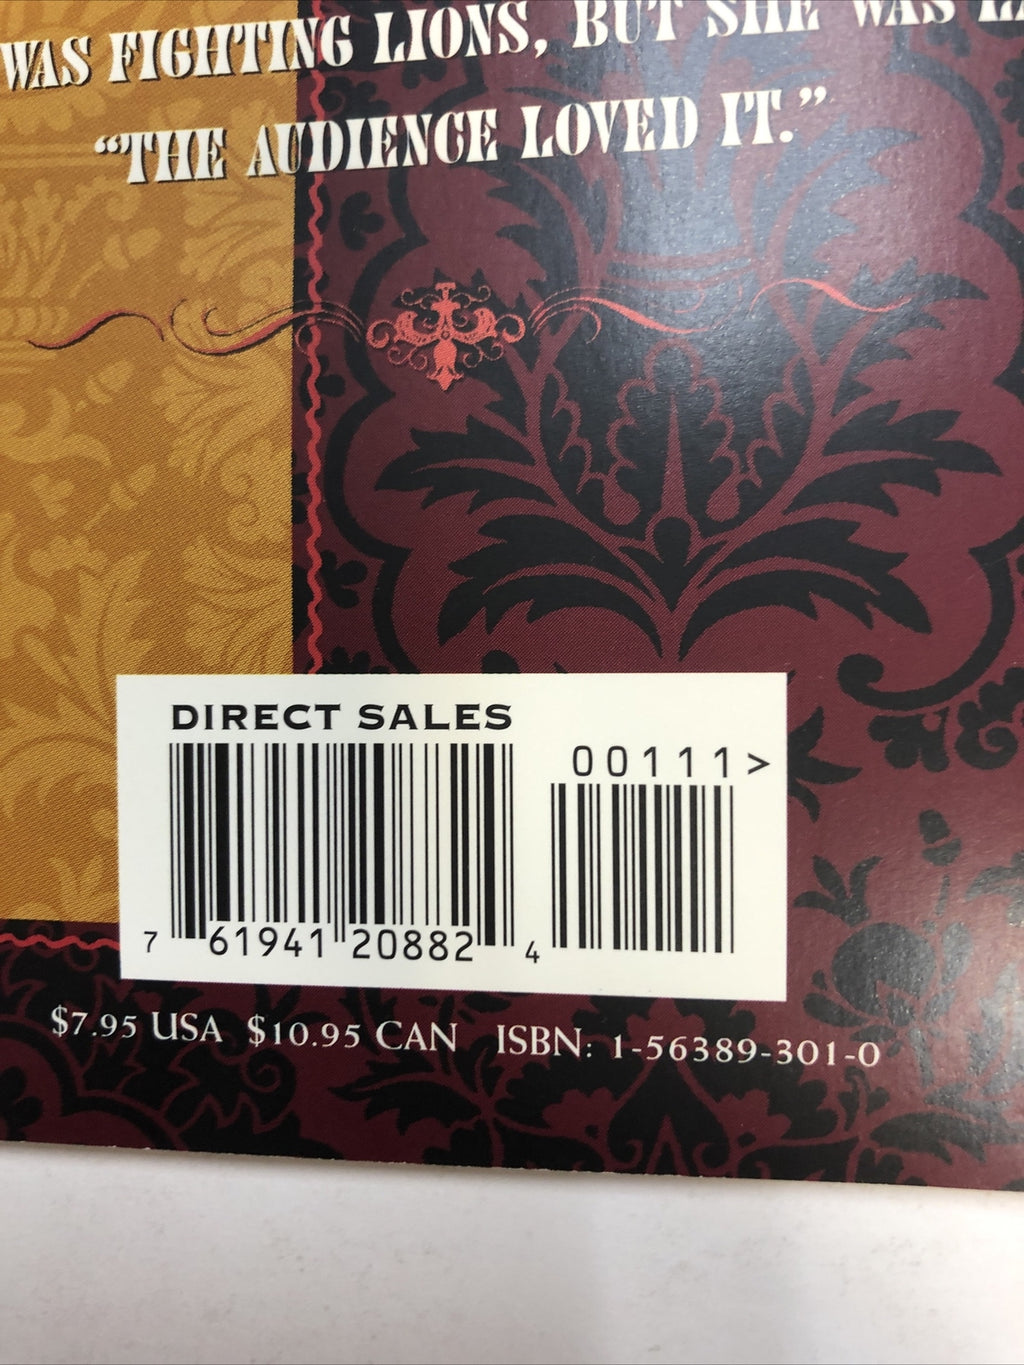 WAS FIGHTING LIONS, BUT SHE WAS
“THE AUDIENCE LOVED IT.”
DIRECT SALES
00111>
7 61941 20882 4
$7.95 USA $10.95 CAN ISBN: 1-56389-301-0